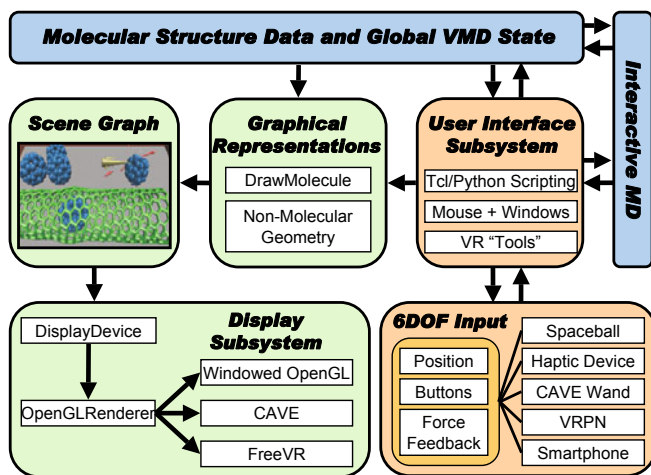 Molecular Structure Data and Global VMD State
Interactive MD
Scene Graph
Graphical
Representations
DrawMolecule
Non-Molecular
Geometry
User Interface
Subsystem
Tcl/Python Scripting
Mouse + Windows
VR “Tools”
Display
Subsystem
DisplayDevice
OpenGLRenderer
Windowed OpenGL
CAVE
FreeVR
6DOF Input
Position
Buttons
Force
Feedback
Spaceball
Haptic Device
CAVE Wand
VRPN
Smartphone